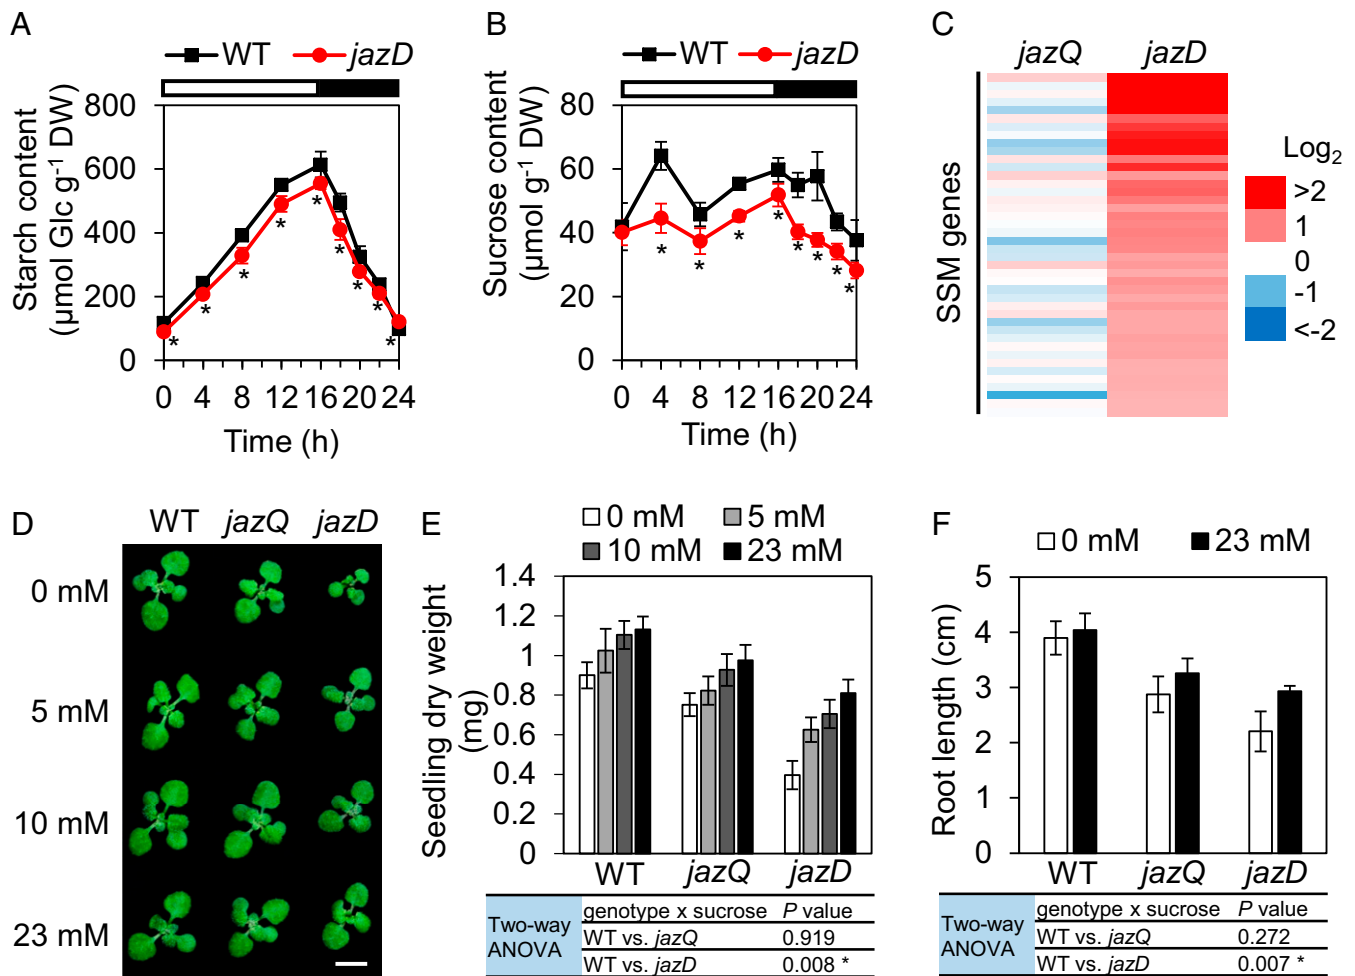 A
WT jazD
Starch content
(µmol Glc g⁻¹ DW)
800
600
400
200
0
* * * * * * * * *
0 4 8 12 16 20 24
Time (h)
B
WT jazD
Sucrose content
(µmol g⁻¹ DW)
80
60
40
20
0
* * * * * * * *
0 4 8 12 16 20 24
Time (h)
C
jazQ jazD
SSM genes
Log₂
>2
1
0
-1
<-2
D
WT jazQ jazD
0 mM
5 mM
10 mM
23 mM
E
0 mM 5 mM
10 mM 23 mM
Seedling dry weight
(mg)
1.4
1.2
1
0.8
0.6
0.4
0.2
0
WT jazQ jazD
Two-way
ANOVA
genotype x sucrose P value
WT vs. jazQ 0.919
WT vs. jazD 0.008 *
F
0 mM 23 mM
Root length (cm)
5
4
3
2
1
0
WT jazQ jazD
Two-way
ANOVA
genotype x sucrose P value
WT vs. jazQ 0.272
WT vs. jazD 0.007 *